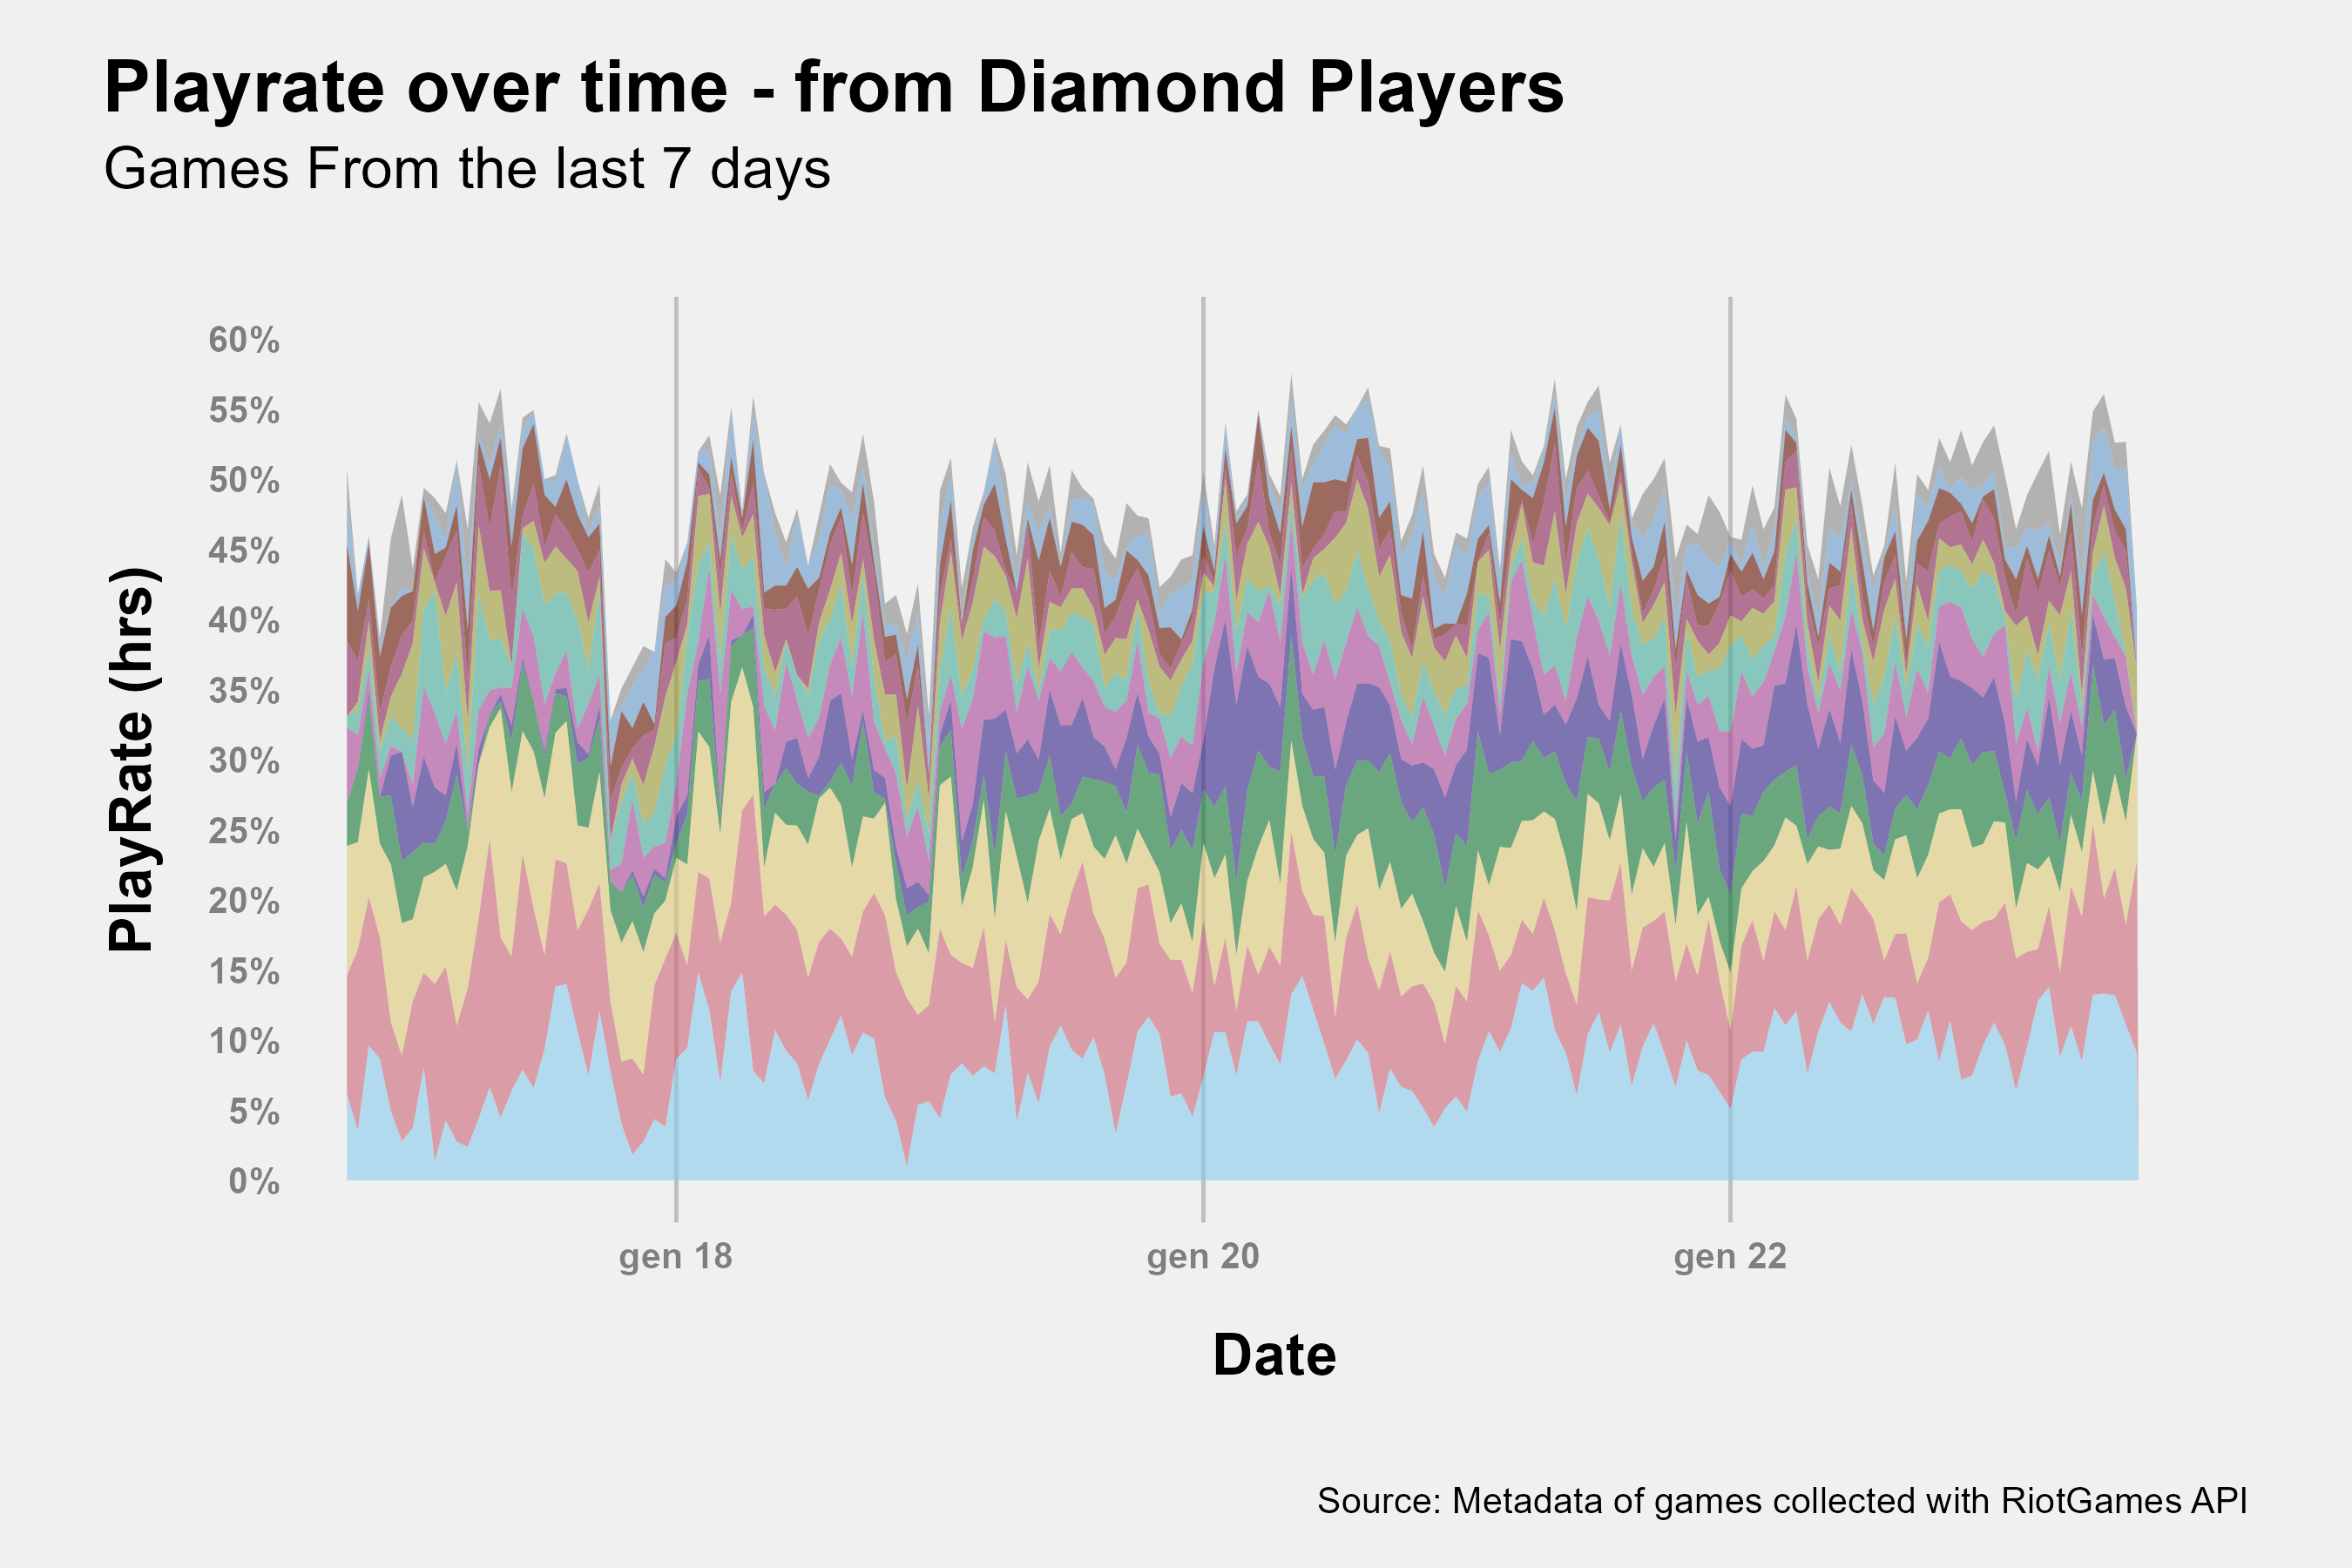 Playrate over time - from Diamond Players
Games From the last 7 days
PlayRate (hrs)
60%
55%
50%
45%
40%
35%
30%
25%
20%
15%
10%
5%
0%
gen 18
gen 20
gen 22
Date
Source: Metadata of games collected with RiotGames API